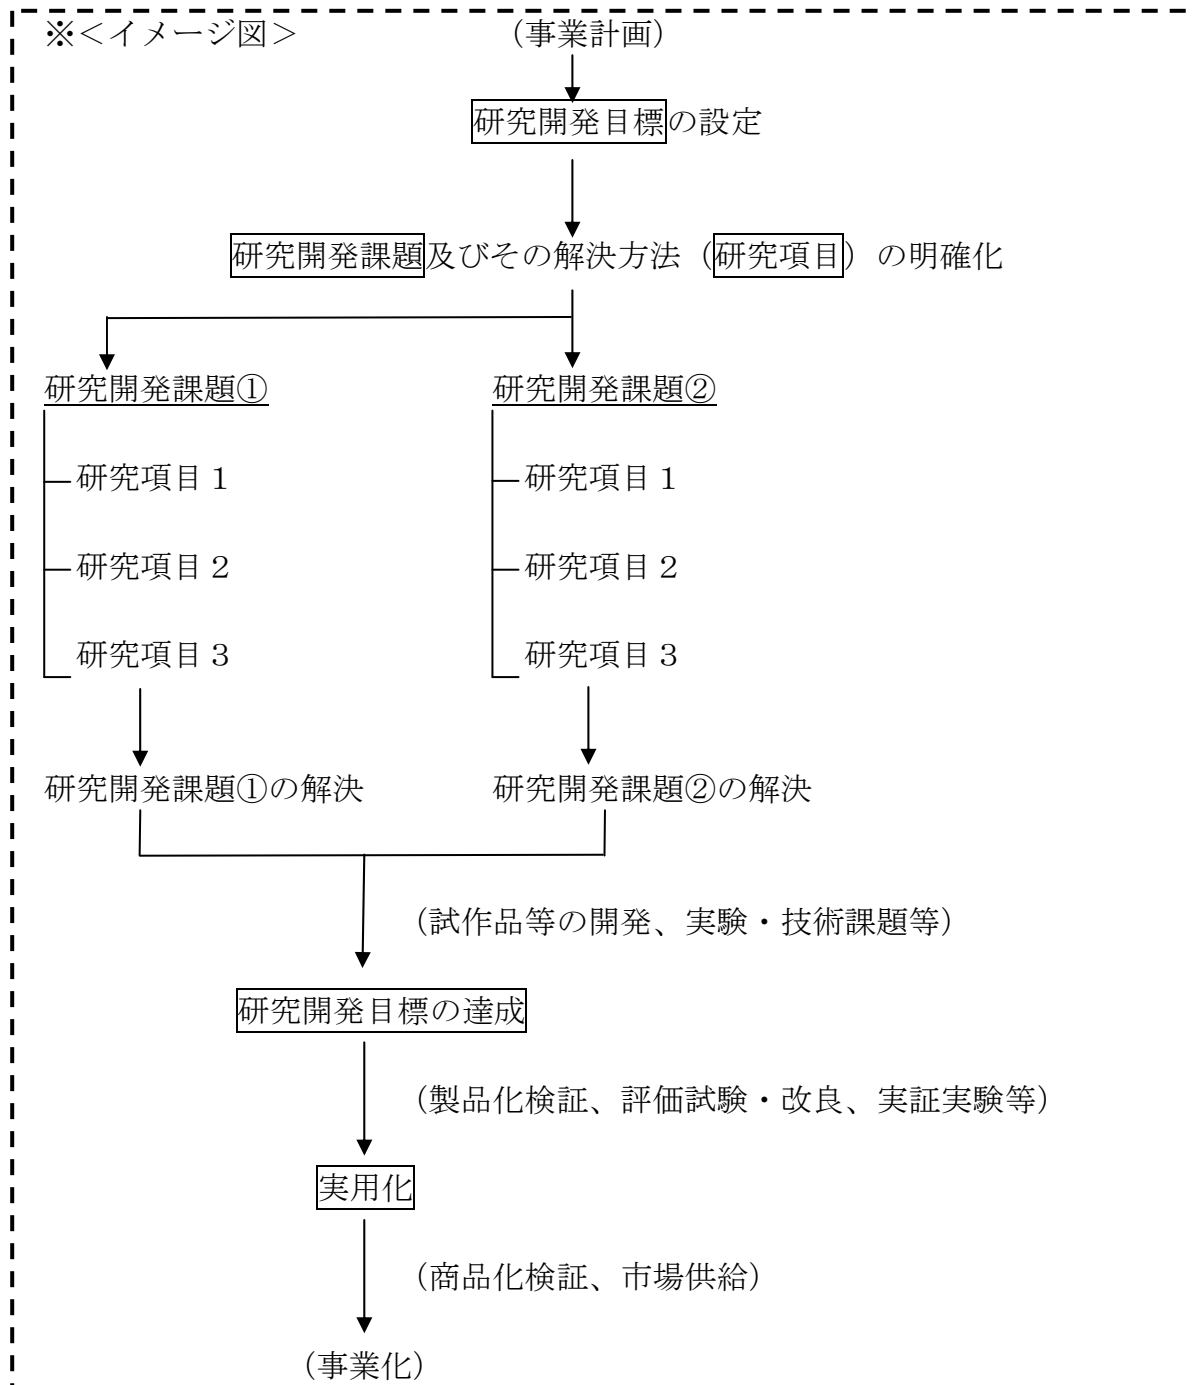 ※＜イメージ図＞　（事業計画）
研究開発目標の設定
研究開発課題及びその解決方法（研究項目）の明確化
研究開発課題①　研究開発課題②
研究項目１　研究項目１
研究項目２　研究項目２
研究項目３　研究項目３
研究開発課題①の解決　研究開発課題②の解決
（試作品等の開発、実験・技術課題等）
研究開発目標の達成
（製品化検証、評価試験・改良、実証実験等）
実用化
（商品化検証、市場供給）
（事業化）